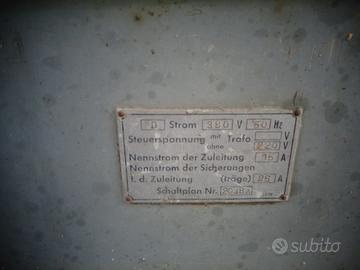 D Strom 380 V 50 Hz
Steuerspannung mit Trafo V
ohne 220 V
Nennstrom der Zuleitung A
Nennstrom der Sicherungen
i. d. Zuleitung (träge) 25 A
Schaltplan Nr.
subito